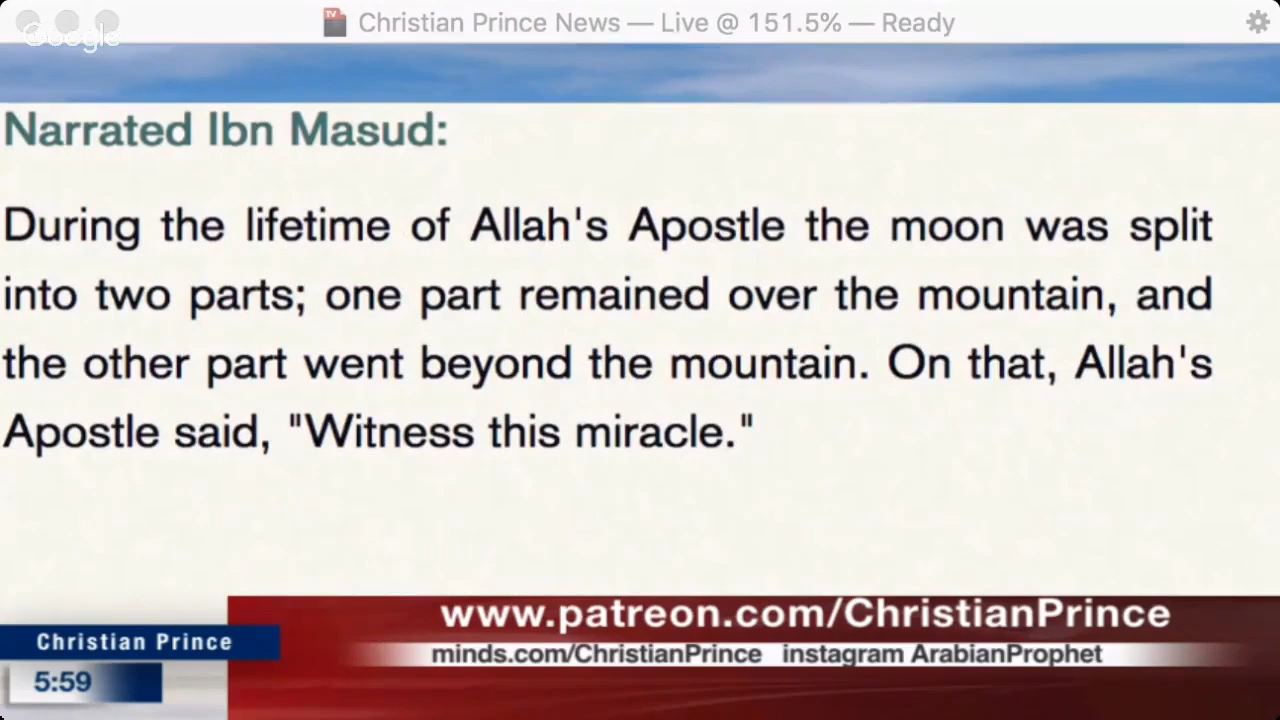 Christian Prince News — Live @ 151.5% — Ready
Google
Narrated Ibn Masud:
During the lifetime of Allah's Apostle the moon was split
into two parts; one part remained over the mountain, and
the other part went beyond the mountain. On that, Allah's
Apostle said, "Witness this miracle."
www.patreon.com/ChristianPrince
Christian Prince
minds.com/ChristianPrince instagram ArabianProphet
5:59